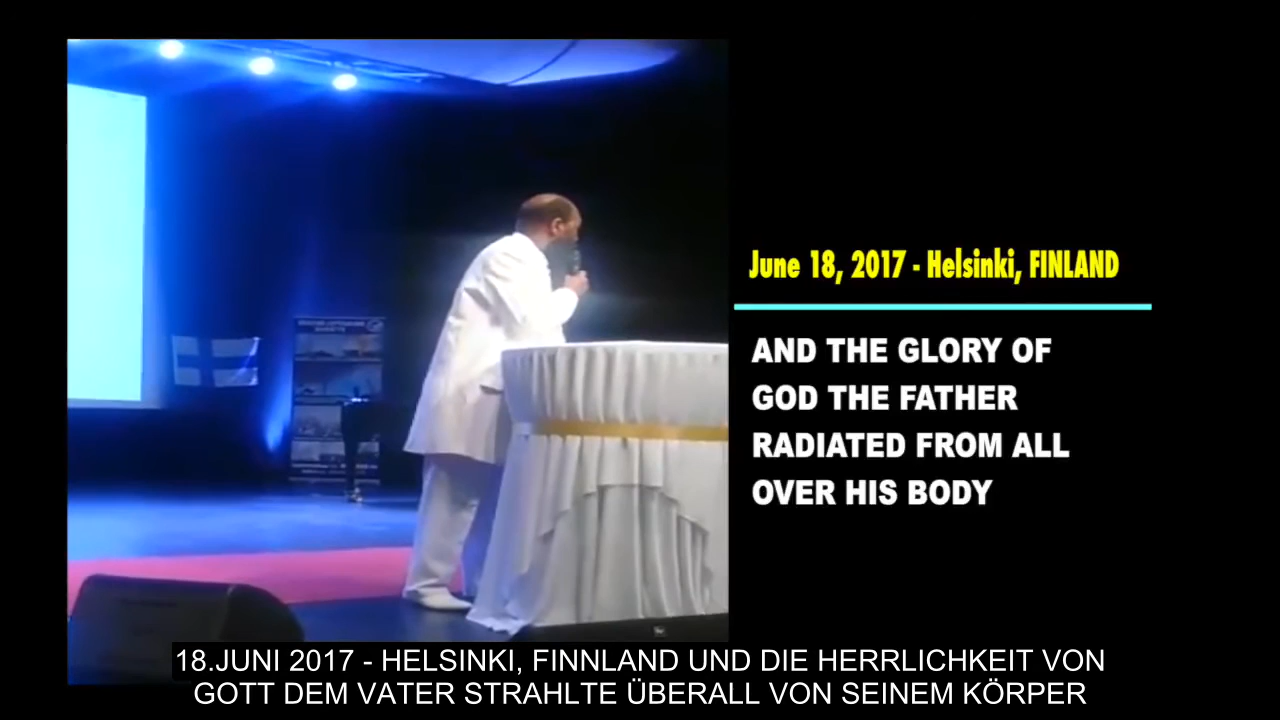 June 18, 2017 - Helsinki, FINLAND
AND THE GLORY OF
GOD THE FATHER
RADIATED FROM ALL
OVER HIS BODY
18.JUNI 2017 - HELSINKI, FINNLAND UND DIE HERRLICHKEIT VON
GOTT DEM VATER STRAHLTE ÜBERALL VON SEINEM KÖRPER